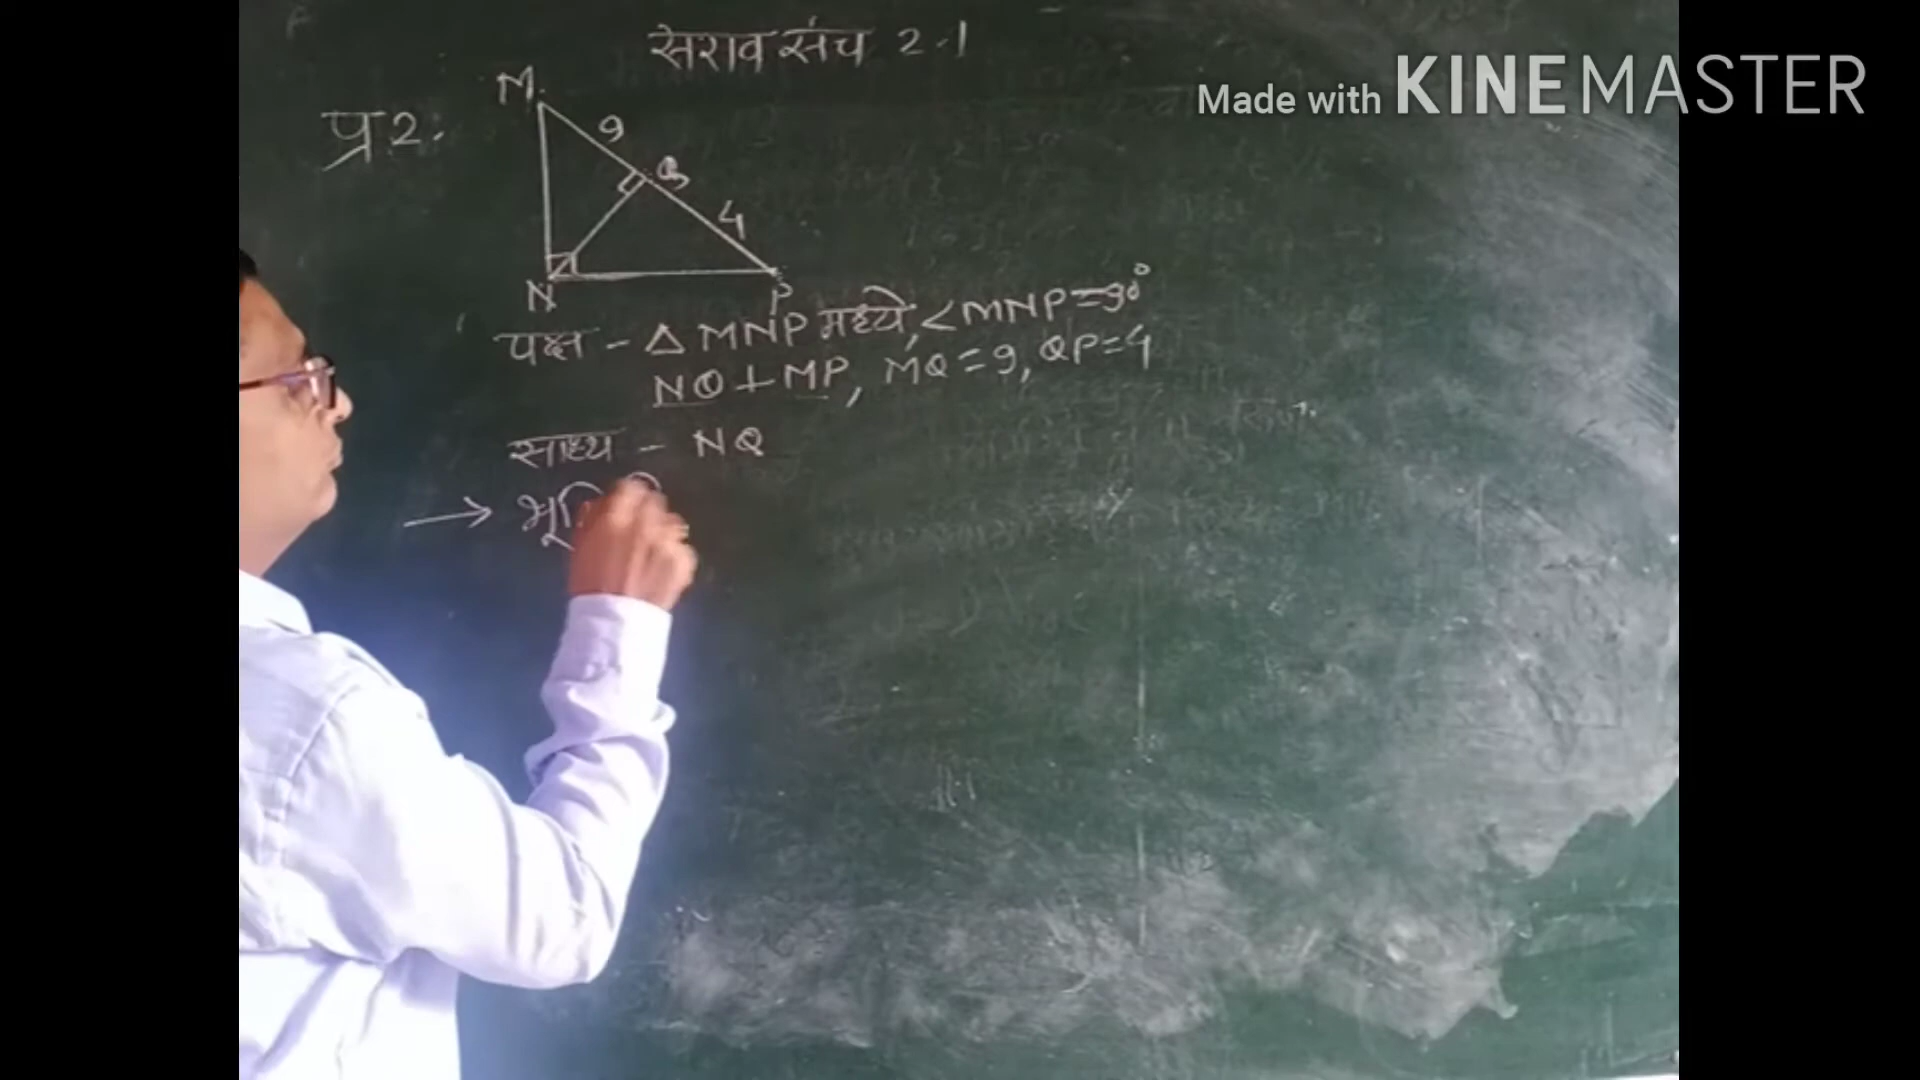 सराव संच 2.1
Made with KINEMASTER
प्र 2.
M
9
Q
4
N
P
पक्ष - △ MNP मध्ये, <MNP=90°
NQ ⊥ MP, MQ = 9, QP=4
साध्य - NQ
→